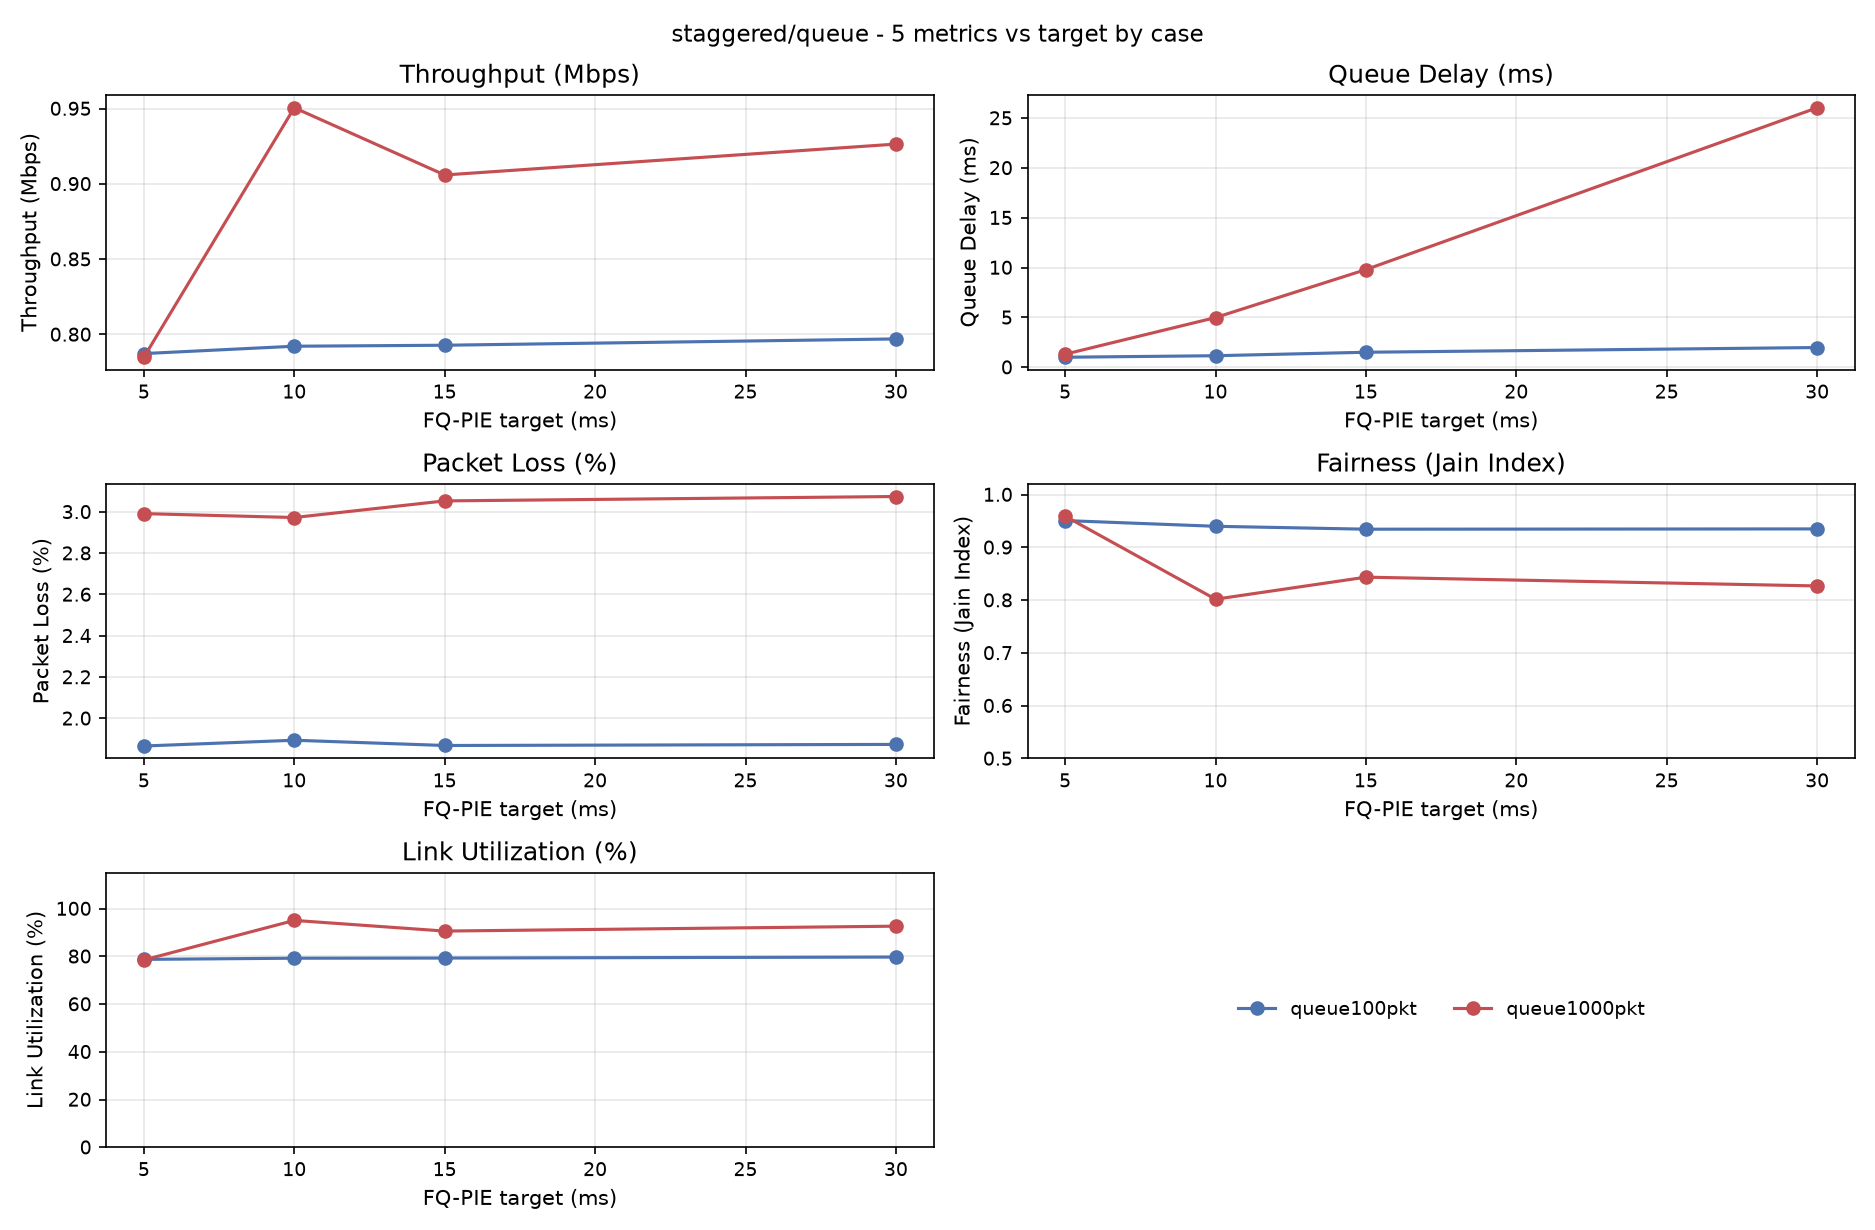 staggered/queue - 5 metrics vs target by case
Throughput (Mbps)
Throughput (Mbps)
0.95
0.90
0.85
0.80
5 10 15 20 25 30
FQ-PIE target (ms)
Queue Delay (ms)
Queue Delay (ms)
25
20
15
10
5
0
5 10 15 20 25 30
FQ-PIE target (ms)
Packet Loss (%)
Packet Loss (%)
3.0
2.8
2.6
2.4
2.2
2.0
5 10 15 20 25 30
FQ-PIE target (ms)
Fairness (Jain Index)
Fairness (Jain Index)
1.0
0.9
0.8
0.7
0.6
0.5
5 10 15 20 25 30
FQ-PIE target (ms)
Link Utilization (%)
Link Utilization (%)
100
80
60
40
20
0
5 10 15 20 25 30
FQ-PIE target (ms)
queue100pkt queue1000pkt